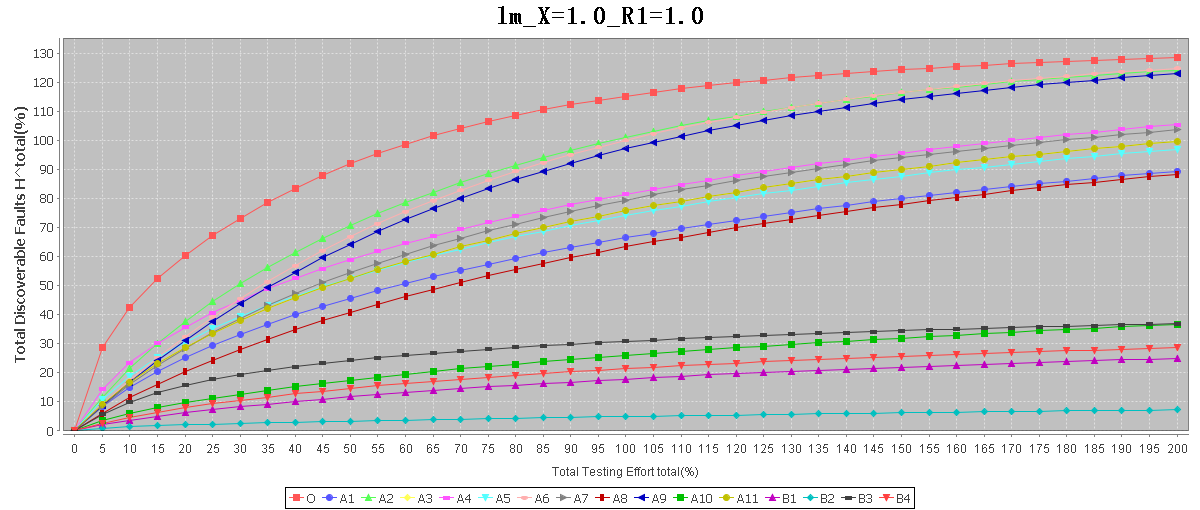 lm_X=1.0_R1=1.0
Total Discoverable Faults H^total(%)
130
120
110
100
90
80
70
60
50
40
30
20
10
0
0 5 10 15 20 25 30 35 40 45 50 55 60 65 70 75 80 85 90 95 100 105 110 115 120 125 130 135 140 145 150 155 160 165 170 175 180 185 190 195 200
Total Testing Effort total(%)
O A1 A2 A3 A4 A5 A6 A7 A8 A9 A10 A11 B1 B2 B3 B4